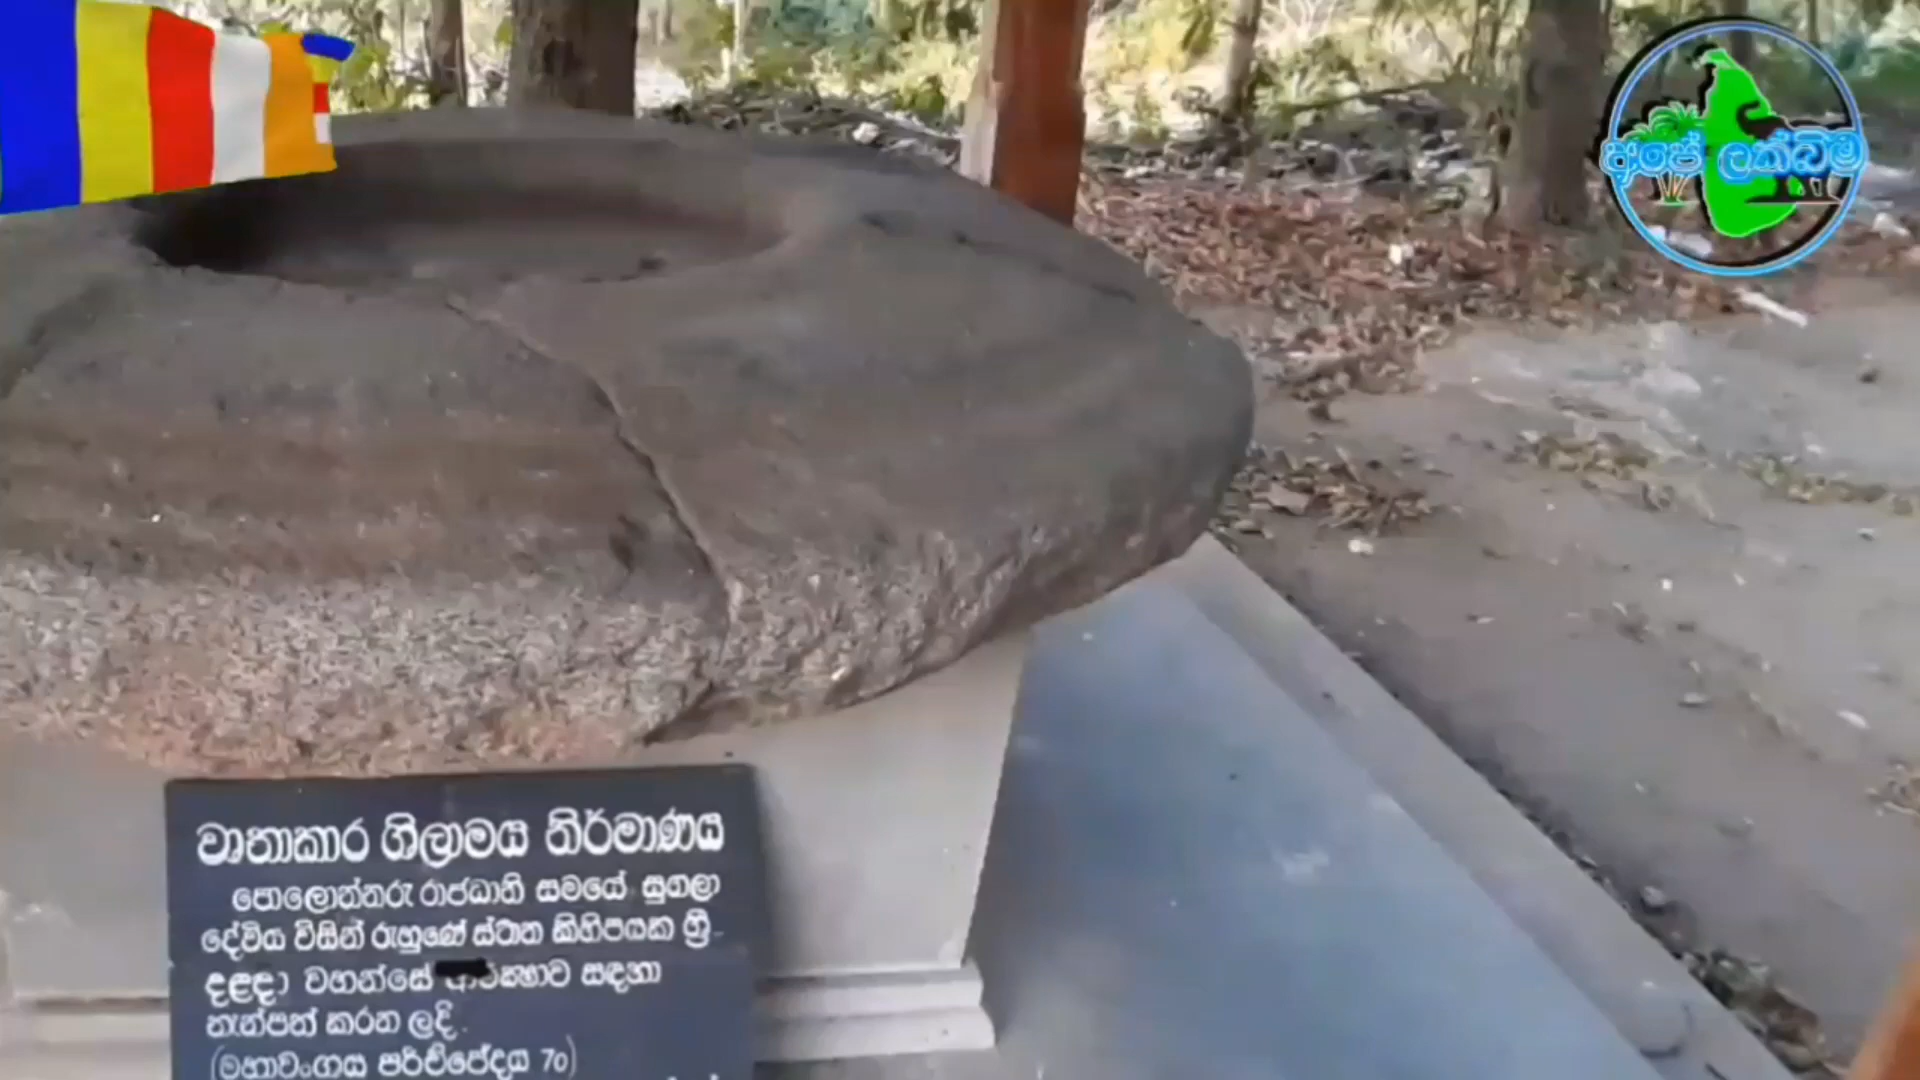 අපේ ලක්බිම
වෘතාකාර ශිලාමය නිර්මාණය
පොලොන්නරු රාජධානි සමයේ සුගලා
දේවිය විසින් රුහුණේ ස්ථාන කිහිපයක ශ්‍රී
දළදා වහන්සේ සඳහා
තැන්පත් කරන ලදි.
(මහාවංගය පරිච්පේදය 70)